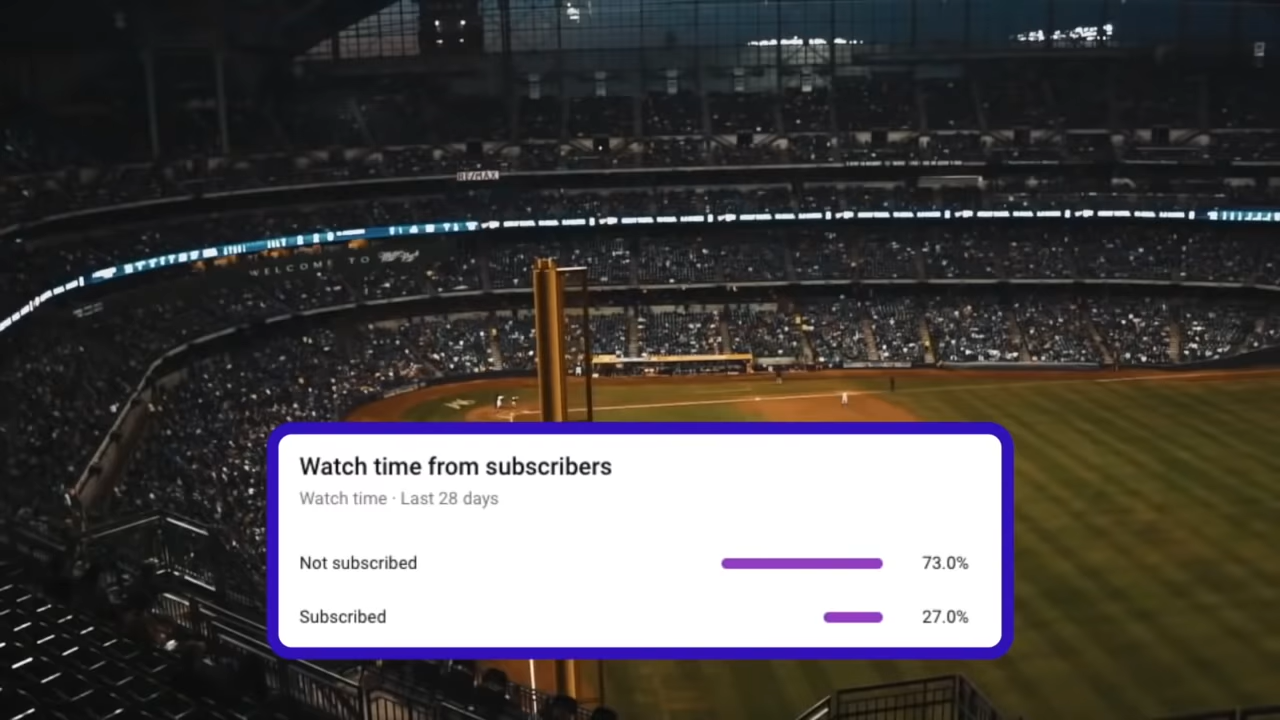 RE/MAX
WELCOME TO
Watch time from subscribers
Watch time · Last 28 days
Not subscribed 73.0%
Subscribed 27.0%